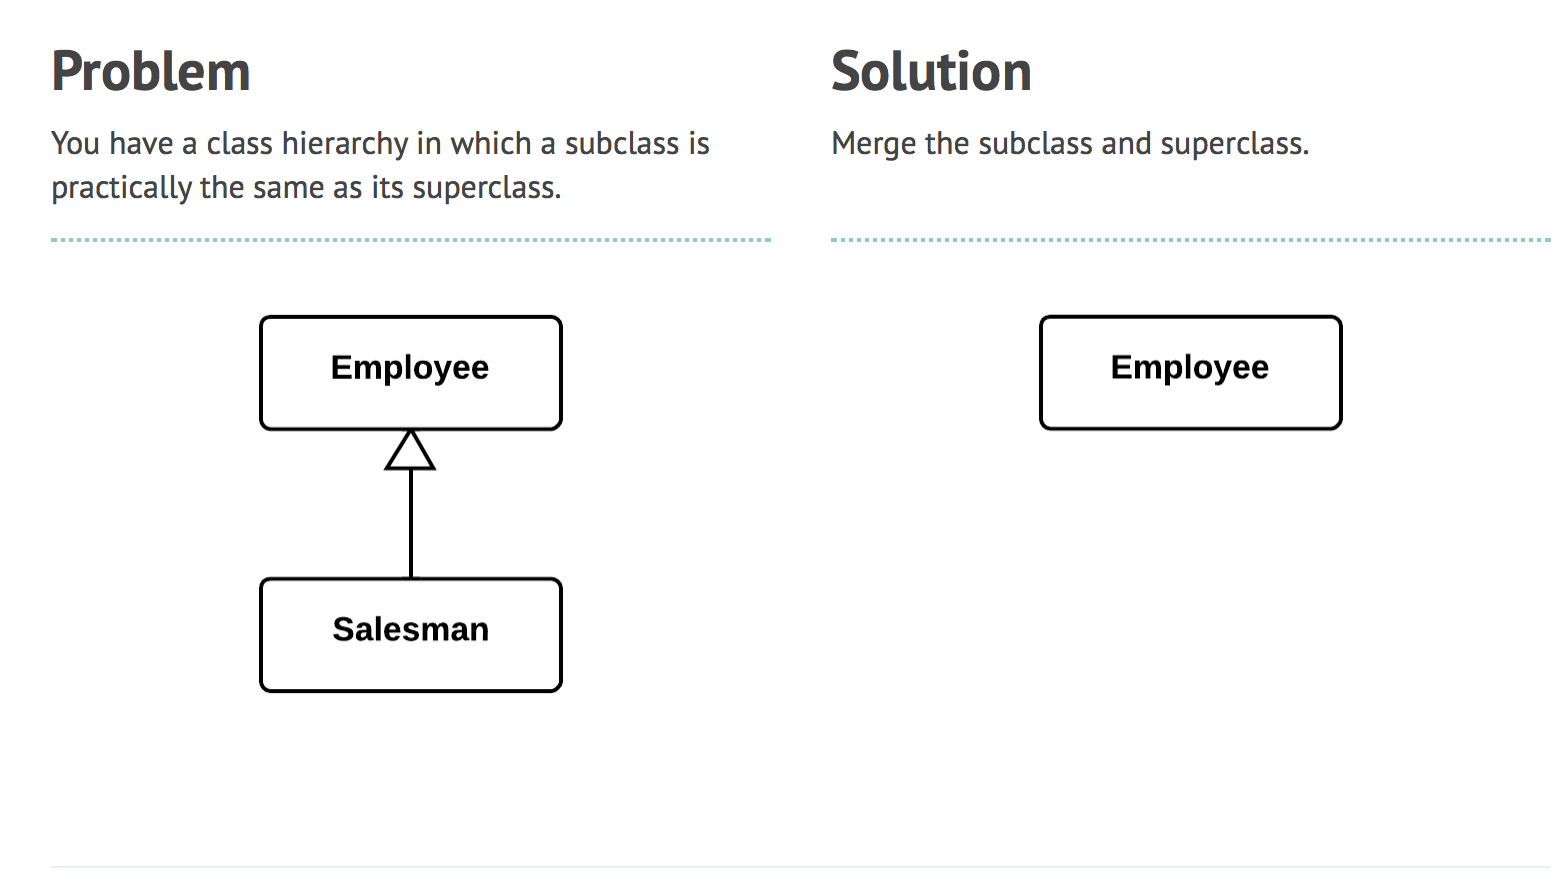 Problem
You have a class hierarchy in which a subclass is
practically the same as its superclass.
Employee
Salesman
Solution
Merge the subclass and superclass.
Employee